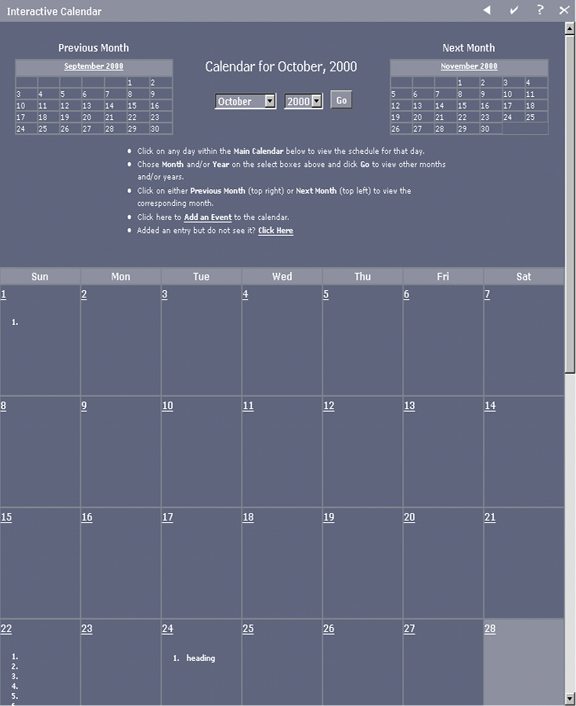 Interactive Calendar
?
Previous Month
September 2000
1 2
3 4 5 6 7 8 9
10 11 12 13 14 15 16
17 18 19 20 21 22 23
24 25 26 27 28 29 30
Calendar for October, 2000
October 2000 Go
Next Month
November 2000
1 2 3 4
5 6 7 8 9 10 11
12 13 14 15 16 17 18
19 20 21 22 23 24 25
26 27 28 29 30
• Click on any day within the Main Calendar below to view the schedule for that day.
• Chose Month and/or Year on the select boxes above and click Go to view other months
and/or years.
• Click on either Previous Month (top right) or Next Month (top left) to view the
corresponding month.
• Click here to Add an Event to the calendar.
• Added an entry but do not see it? Click Here
Sun Mon Tue Wed Thu Fri Sat
1 2 3 4 5 6 7
1.
8 9 10 11 12 13 14
15 16 17 18 19 20 21
22 23 24 25 26 27 28
1. 1. heading
2.
3.
4.
5.